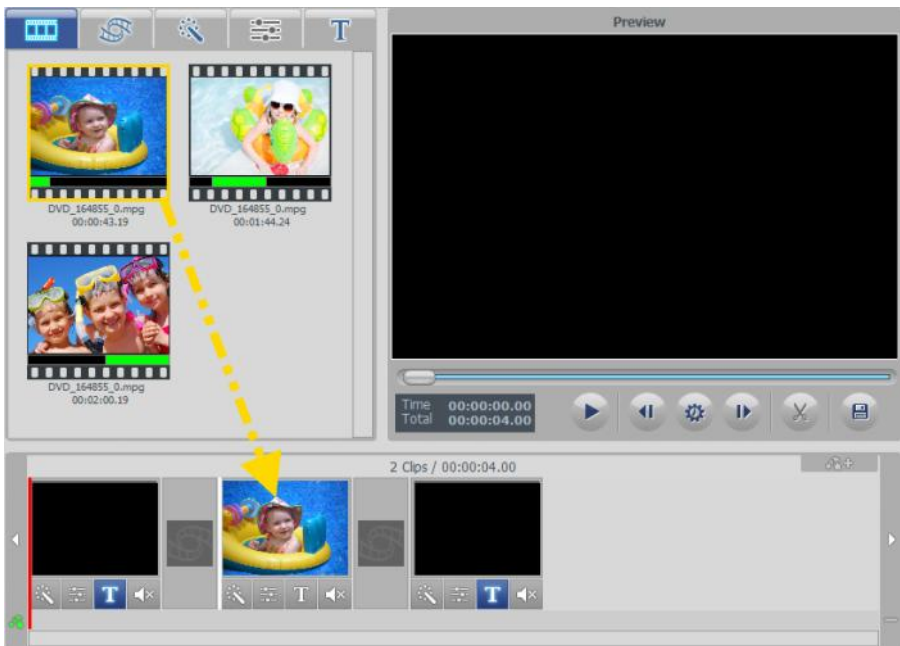 T
Preview
DVD_164855_0.mpg
00:00:43.19
DVD_164855_0.mpg
00:01:44.24
DVD_164855_0.mpg
00:02:00.19
Time 00:00:00.00
Total 00:00:04.00
2 Clips / 00:00:04.00
T
T
T